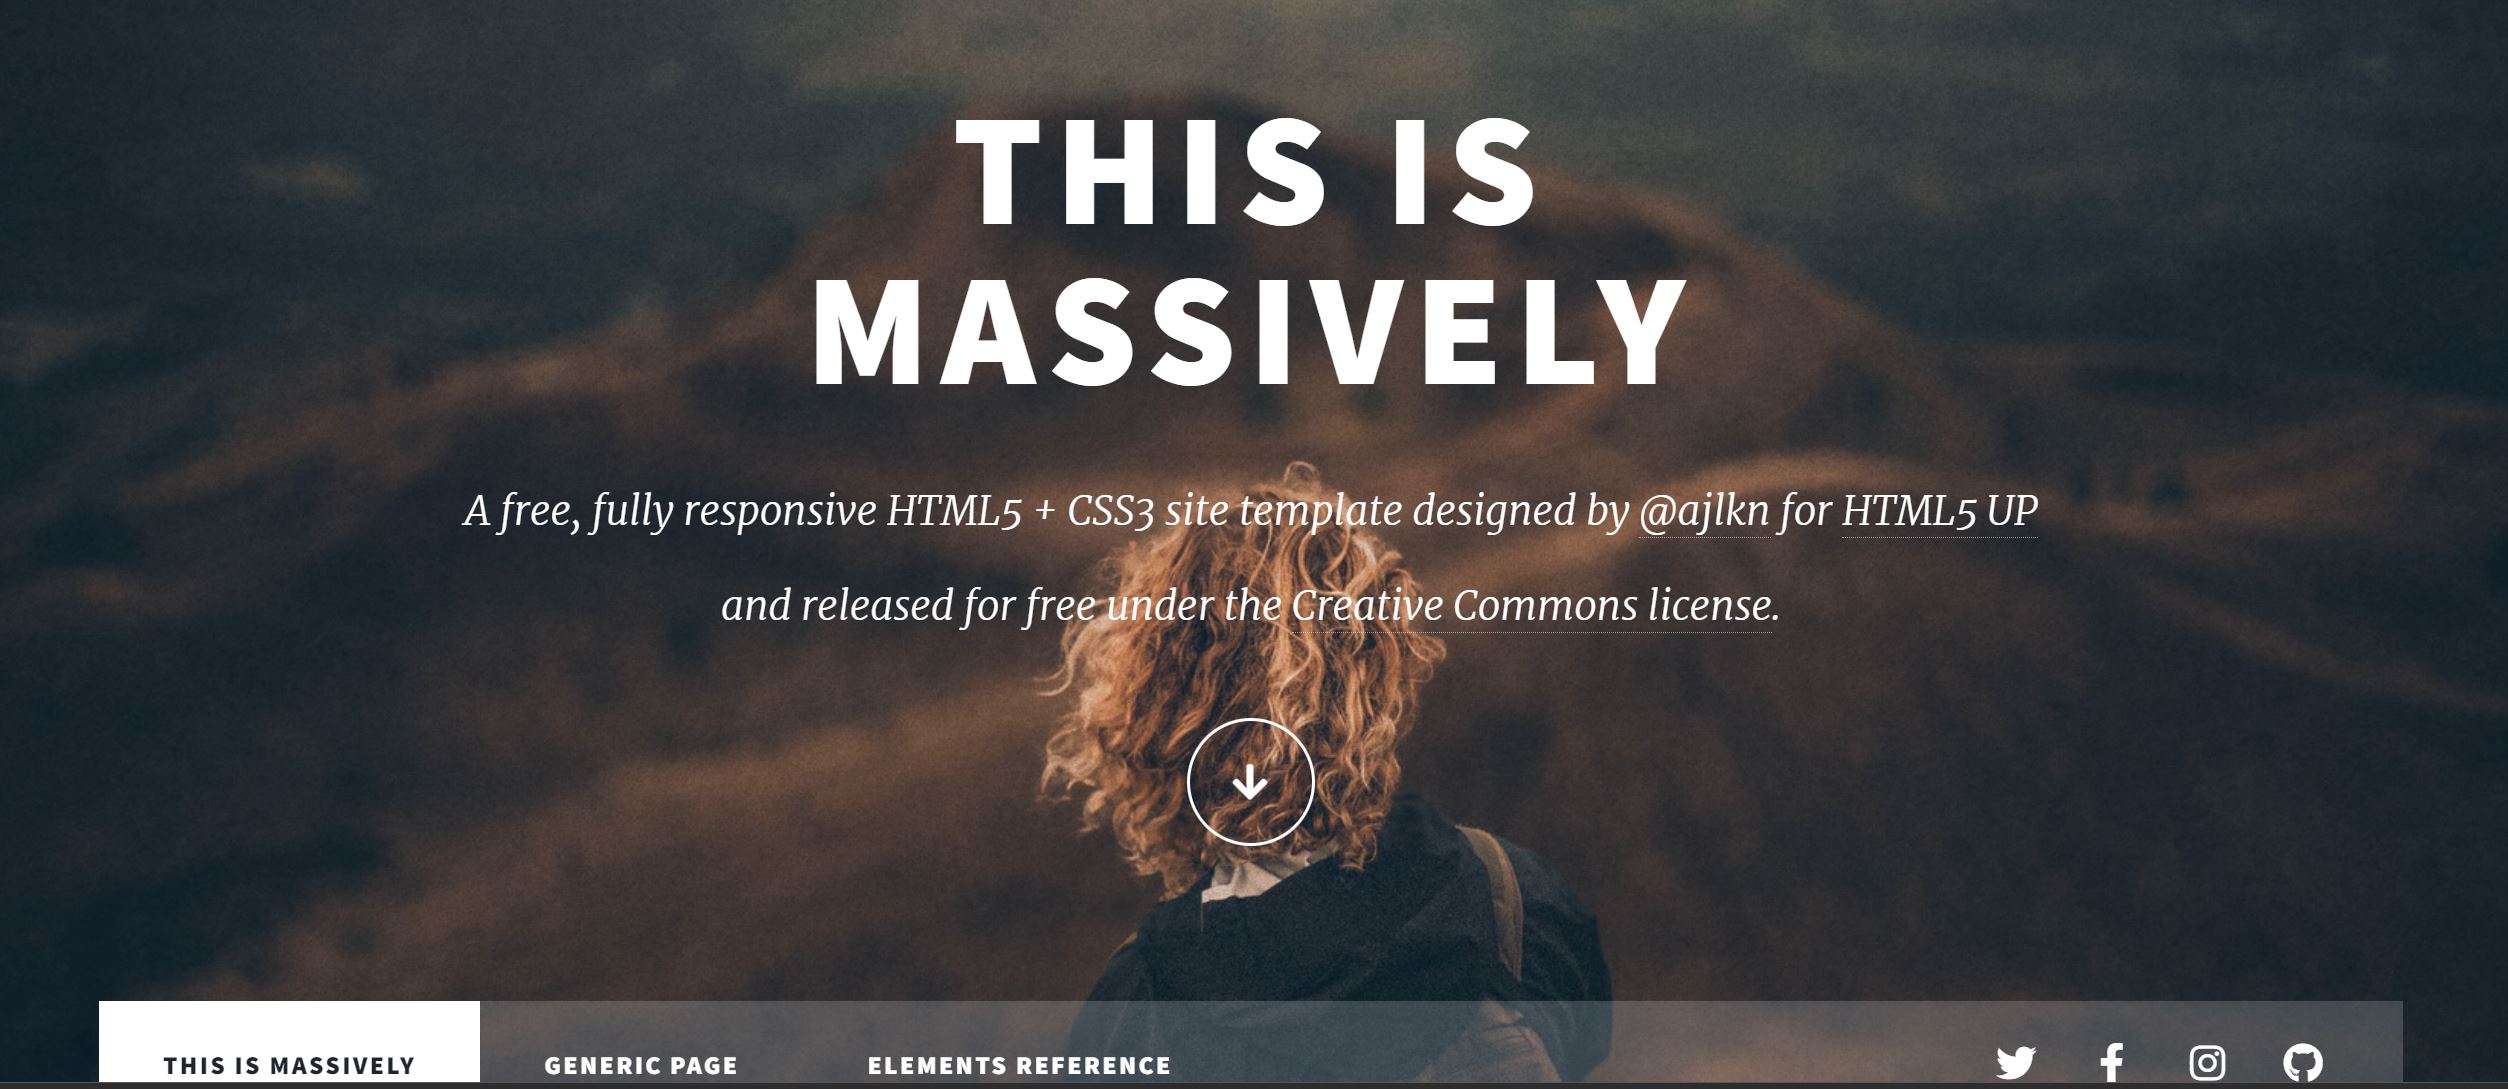 THIS IS
MASSIVELY
A free, fully responsive HTML5 + CSS3 site template designed by @ajlkn for HTML5 UP
and released for free under the Creative Commons license.
THIS IS MASSIVELY
GENERIC PAGE
ELEMENTS REFERENCE